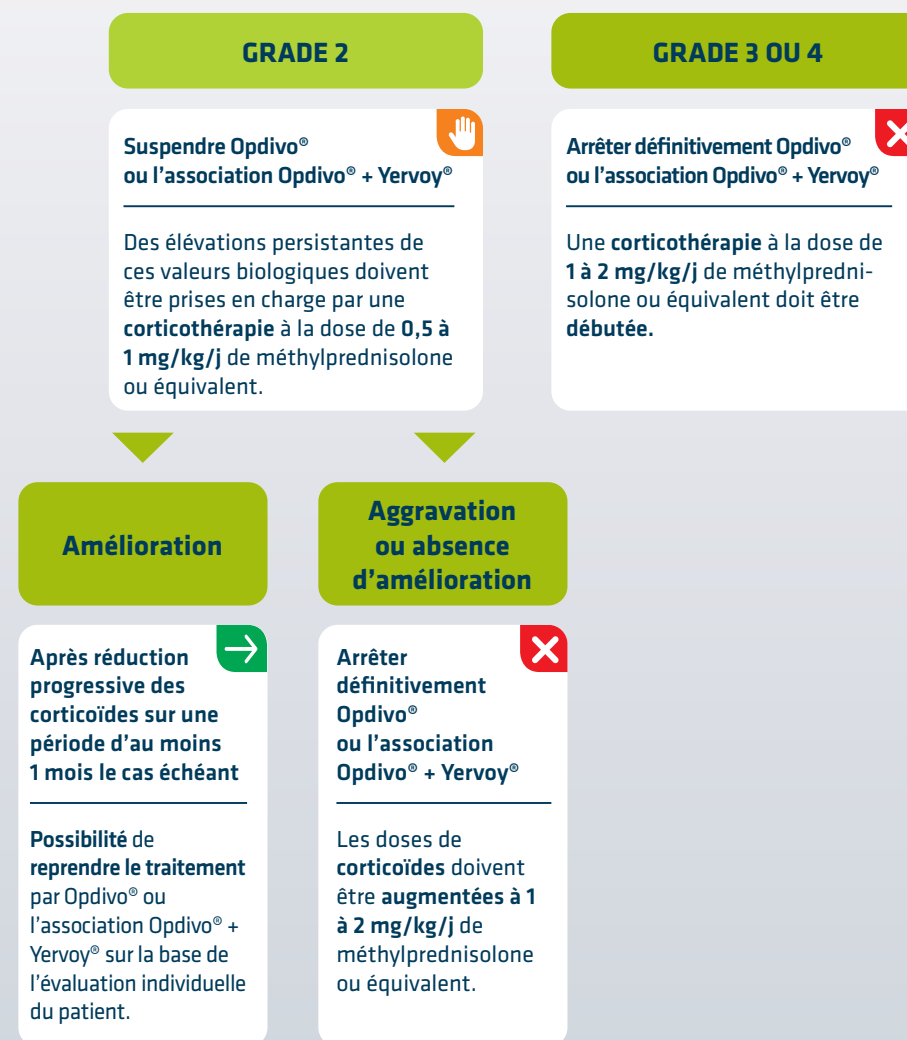 GRADE 2
Suspendre Opdivo®
ou l'association Opdivo® + Yervoy®
Des élévations persistantes de
ces valeurs biologiques doivent
être prises en charge par une
corticothérapie à la dose de 0,5 à
1 mg/kg/j de méthylprednisolone
ou équivalent.
GRADE 3 OU 4
Arrêter définitivement Opdivo®
ou l'association Opdivo® + Yervoy®
Une corticothérapie à la dose de
1 à 2 mg/kg/j de méthylpredni-
solone ou équivalent doit être
débutée.
Amélioration
Après réduction
progressive des
corticoïdes sur une
période d'au moins
1 mois le cas échéant
Possibilité de
reprendre le traitement
par Opdivo® ou
l'association Opdivo® +
Yervoy® sur la base de
l'évaluation individuelle
du patient.
Aggravation
ou absence
d'amélioration
Arrêter
définitivement
Opdivo®
ou l'association
Opdivo® + Yervoy®
Les doses de
corticoïdes doivent
être augmentées à 1
à 2 mg/kg/j de
méthylprednisolone
ou équivalent.